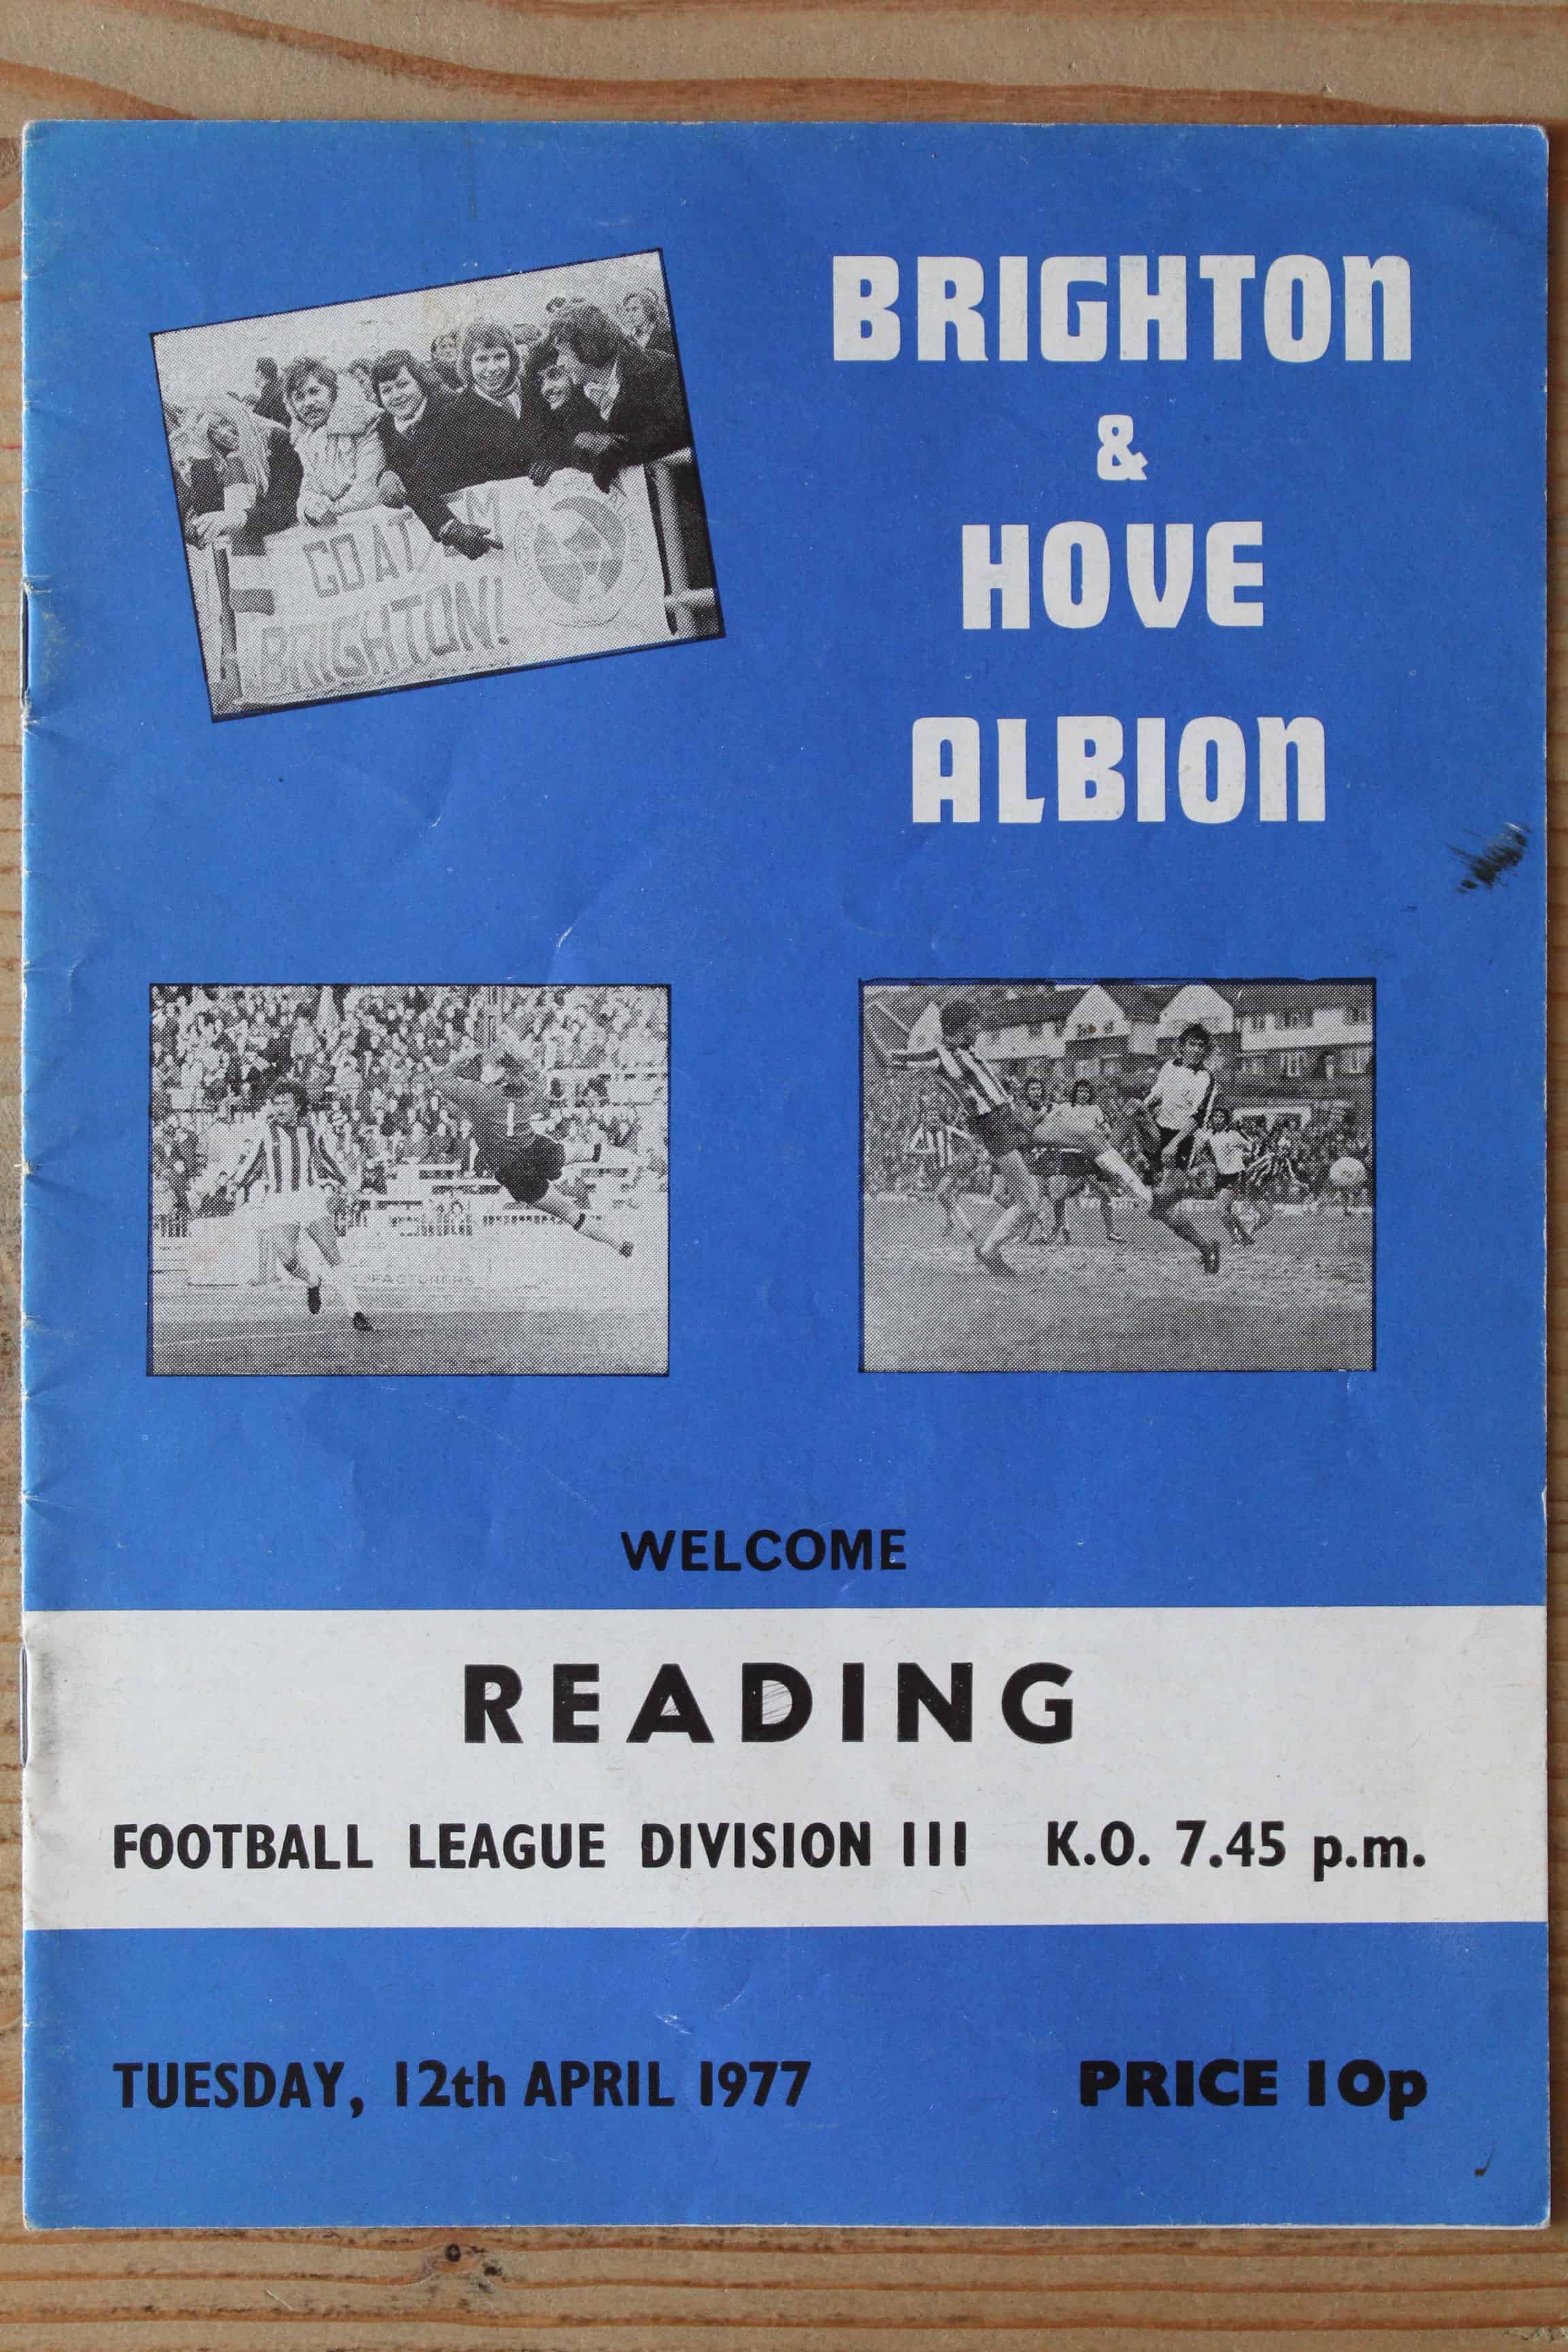 BRIGHTON
&
HOVE
ALBION
GO AT
BRIGHTON!
1
WELCOME
READING
FOOTBALL LEAGUE DIVISION III K.O. 7.45 p.m.
TUESDAY, 12th APRIL 1977 PRICE 10p